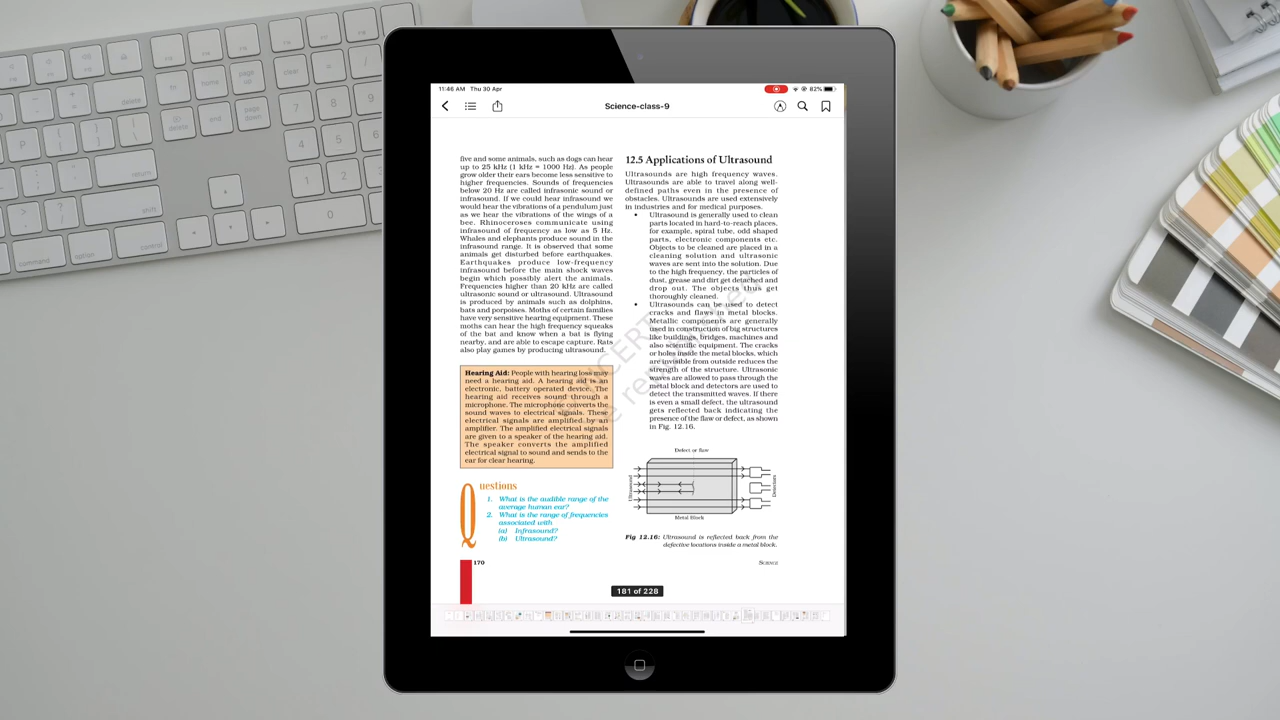 11:46 AM Thu 30 Apr
82%
Science-class-9
five and some animals, such as dogs can hear
up to 25 kHz (1 kHz = 1000 Hz). As people
grow older their ears become less sensitive to
higher frequencies. Sounds of frequencies
below 20 Hz are called infrasonic sound or
infrasound. If we could hear infrasound we
would hear the vibrations of a pendulum just
as we hear the vibrations of the wings of a
bee. Rhinoceroses communicate using
infrasound of frequency as low as 5 Hz.
Whales and elephants produce sound in the
infrasound range. It is observed that some
animals get disturbed before earthquakes.
Earthquakes produce low-frequency
infrasound before the main shock waves
begin which possibly alert the animals.
Frequencies higher than 20 kHz are called
ultrasonic sound or ultrasound. Ultrasound
is produced by animals such as dolphins,
bats and porpoises. Moths of certain families
have very sensitive hearing equipment. These
moths can hear the high frequency squeaks
of the bat and know when a bat is flying
nearby, and are able to escape capture. Rats
also play games by producing ultrasound.
Hearing Aid: People with hearing loss may
need a hearing aid. A hearing aid is an
electronic, battery operated device. The
hearing aid receives sound through a
microphone. The microphone converts the
sound waves to electrical signals. These
electrical signals are amplified by an
amplifier. The amplified electrical signals
are given to a speaker of the hearing aid.
The speaker converts the amplified
electrical signal to sound and sends to the
ear for clear hearing.
Questions
1. What is the audible range of the
average human ear?
2. What is the range of frequencies
associated with
(a) Infrasound?
(b) Ultrasound?
170
12.5 Applications of Ultrasound
Ultrasounds are high frequency waves.
Ultrasounds are able to travel along well-
defined paths even in the presence of
obstacles. Ultrasounds are used extensively
in industries and for medical purposes.
• Ultrasound is generally used to clean
parts located in hard-to-reach places,
for example, spiral tube, odd shaped
parts, electronic components etc.
Objects to be cleaned are placed in a
cleaning solution and ultrasonic
waves are sent into the solution. Due
to the high frequency, the particles of
dust, grease and dirt get detached and
drop out. The objects thus get
thoroughly cleaned.
• Ultrasounds can be used to detect
cracks and flaws in metal blocks.
Metallic components are generally
used in construction of big structures
like buildings, bridges, machines and
also scientific equipment. The cracks
or holes inside the metal blocks, which
are invisible from outside reduces the
strength of the structure. Ultrasonic
waves are allowed to pass through the
metal block and detectors are used to
detect the transmitted waves. If there
is even a small defect, the ultrasound
gets reflected back indicating the
presence of the flaw or defect, as shown
in Fig. 12.16.
Defect or flaw
Ultrasound
Detectors
Metal Block
Fig 12.16: Ultrasound is reflected back from the
defective locations inside a metal block.
SCIENCE
181 of 228
delete
return
shift
control
home
end
page up
page down
clear
7
8
4
5
1
0